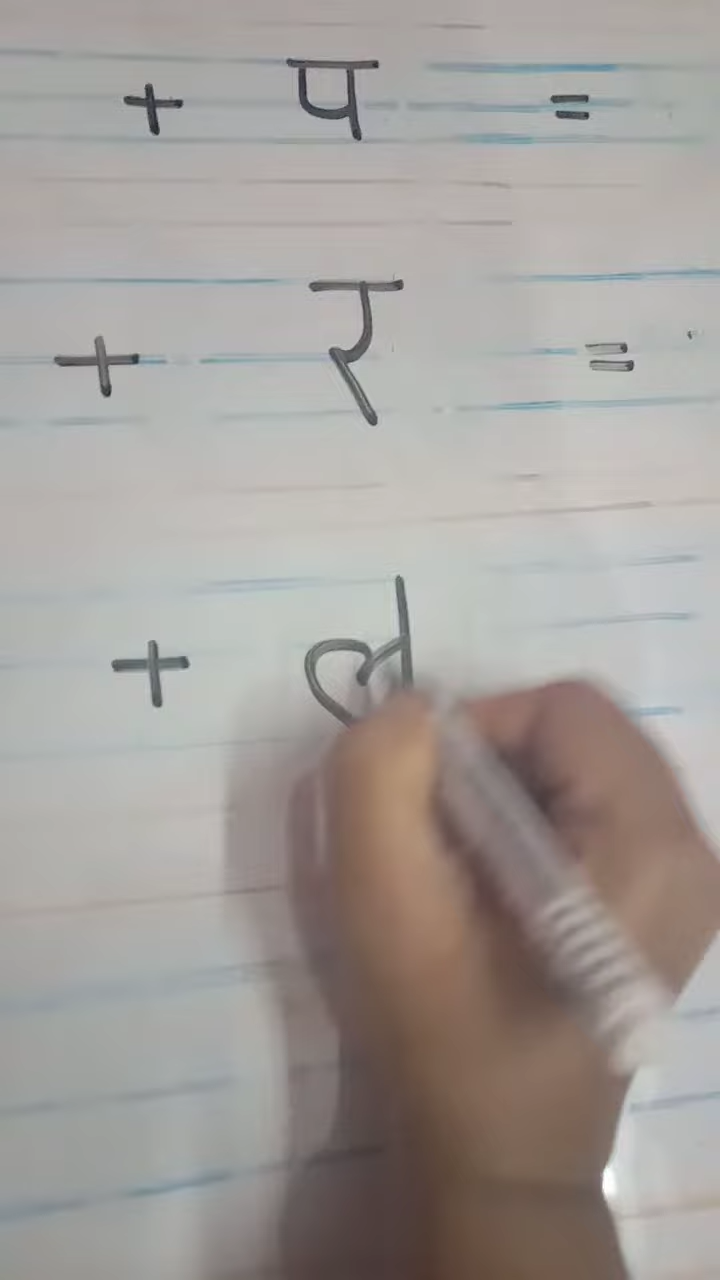 + प =
+ र =
+ ल